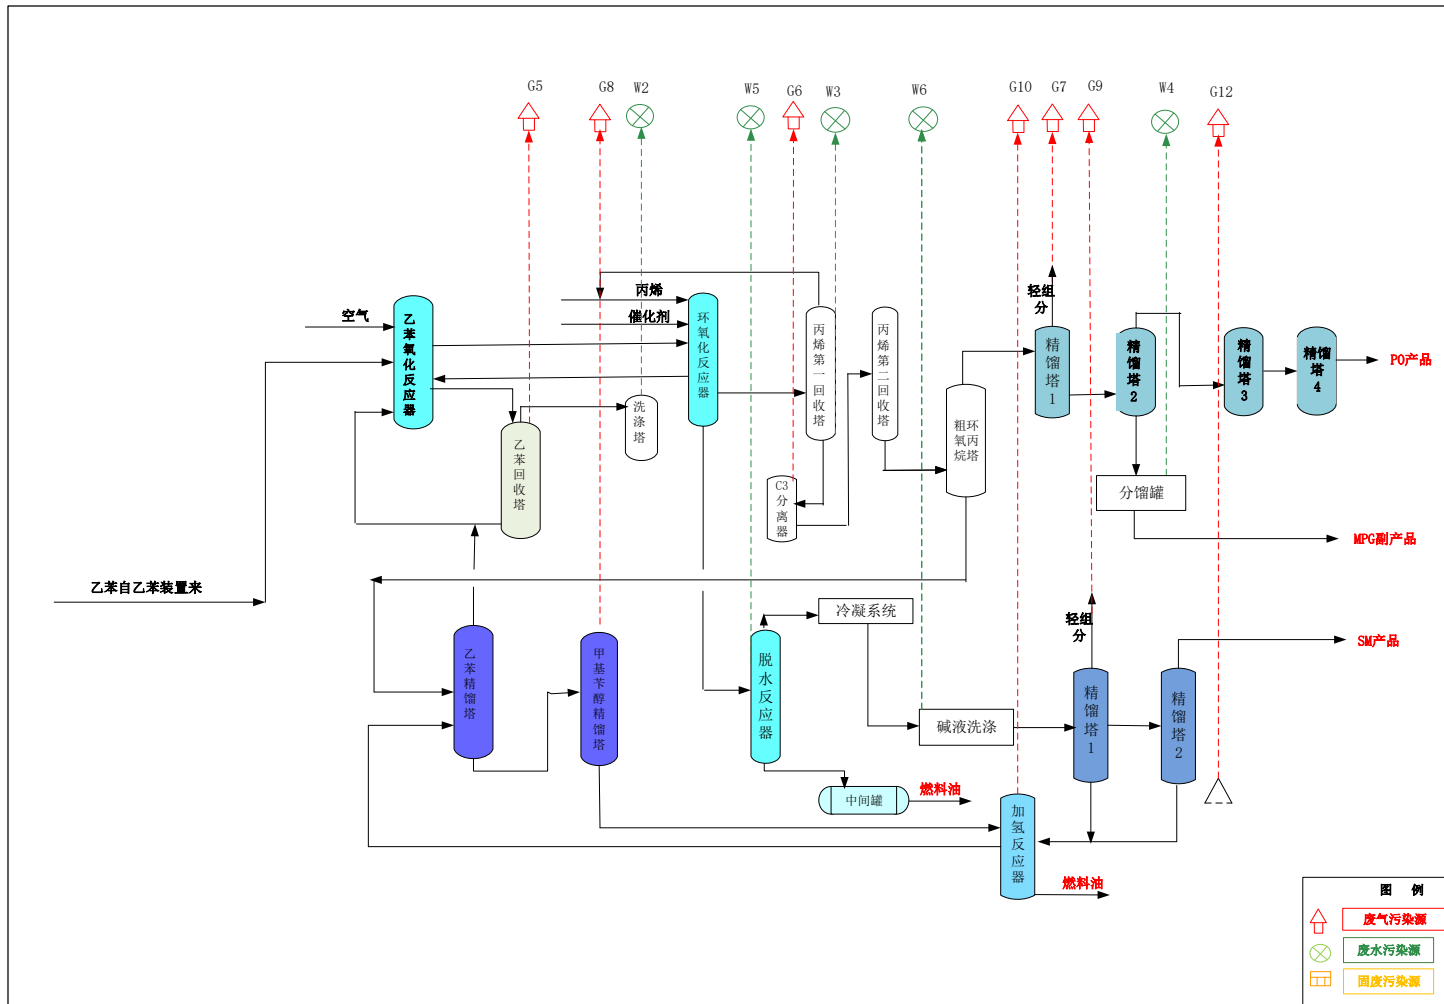 G5
G8
W2
W5
G6
W3
W6
G10
G7
G9
W4
G12
丙烯
催化剂
空气
乙苯氧化反应器
环氧化反应器
丙烯第一回收塔
丙烯第二回收塔
轻组
分
精馏塔1
精馏
塔
2
精馏
塔
3
精馏
塔
4
PO产品
洗涤塔
乙苯回收塔
C3
分离器
粗环
氧丙
烷塔
分馏罐
MPG副产品
乙苯自乙苯装置来
冷凝系统
轻组
分
SM产品
乙苯精馏塔
甲基苄醇精馏塔
脱水反应器
碱液洗涤
精馏塔1
精馏塔2
中间罐
燃料油
加氢反应器
燃料油
图 例
废气污染源
废水污染源
固废污染源